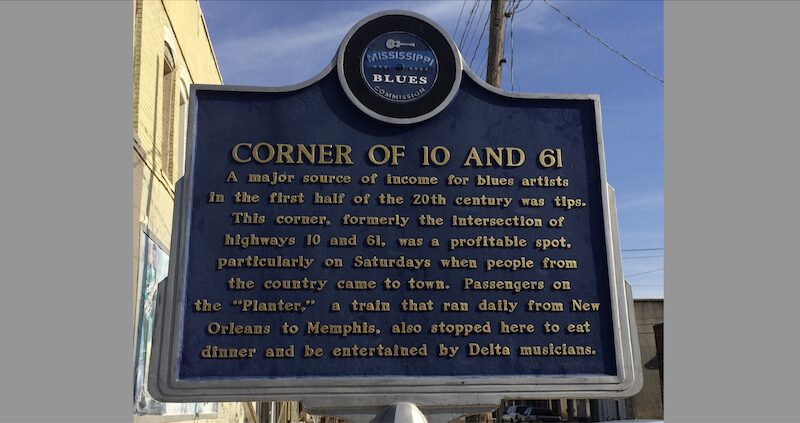 MISSISSIPPI
BLUES
COMMISSION
CORNER OF 10 AND 61
A major source of income for blues artists
in the first half of the 20th century was tips.
This corner, formerly the intersection of
highways 10 and 61, was a profitable spot,
particularly on Saturdays when people from
the country came to town. Passengers on
the "Planter," a train that ran daily from New
Orleans to Memphis, also stopped here to eat
dinner and be entertained by Delta musicians.